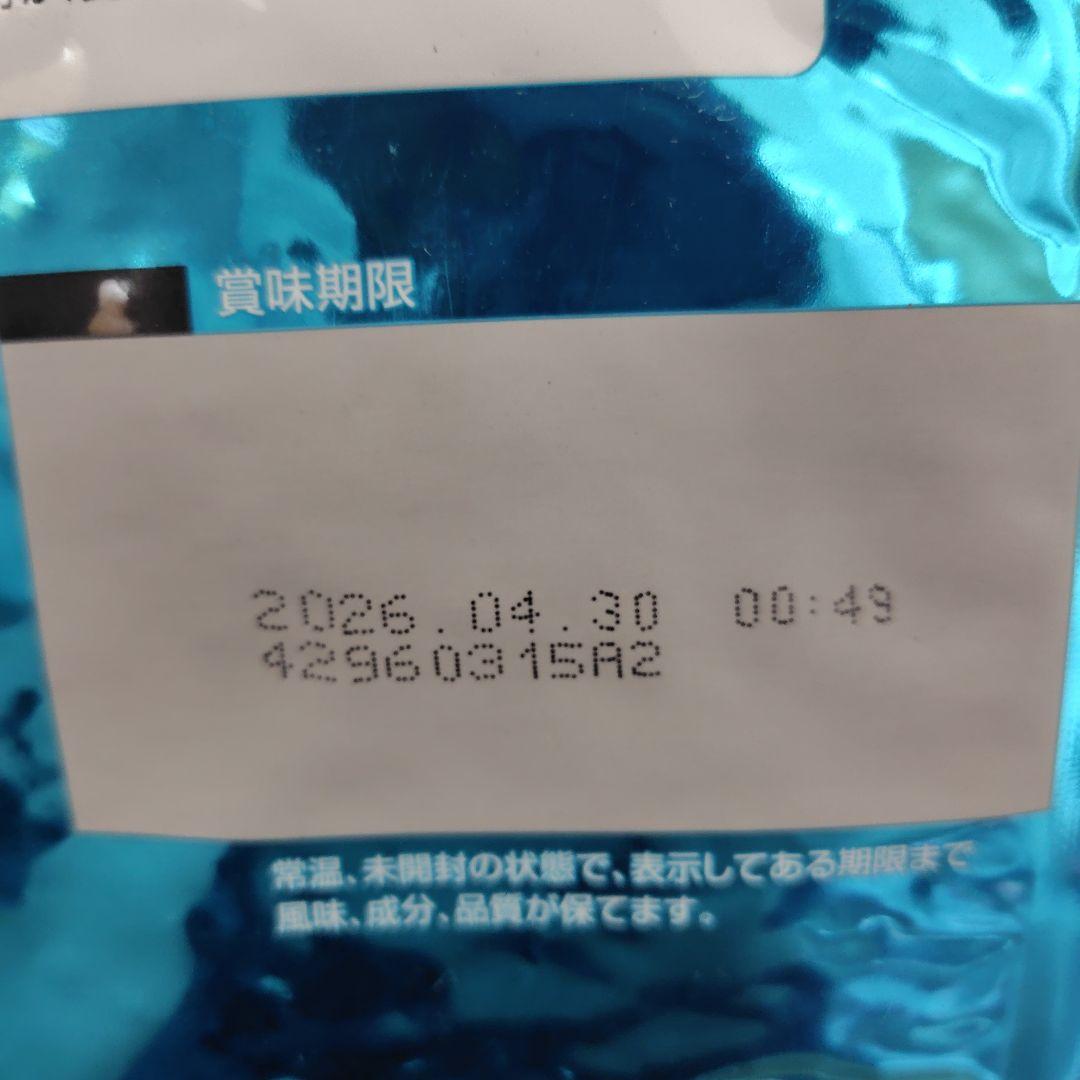 賞味期限
2026.04.30 00:49
42960315A2
常温、未開封の状態で、表示してある期限まで
風味、成分、品質が保てます。